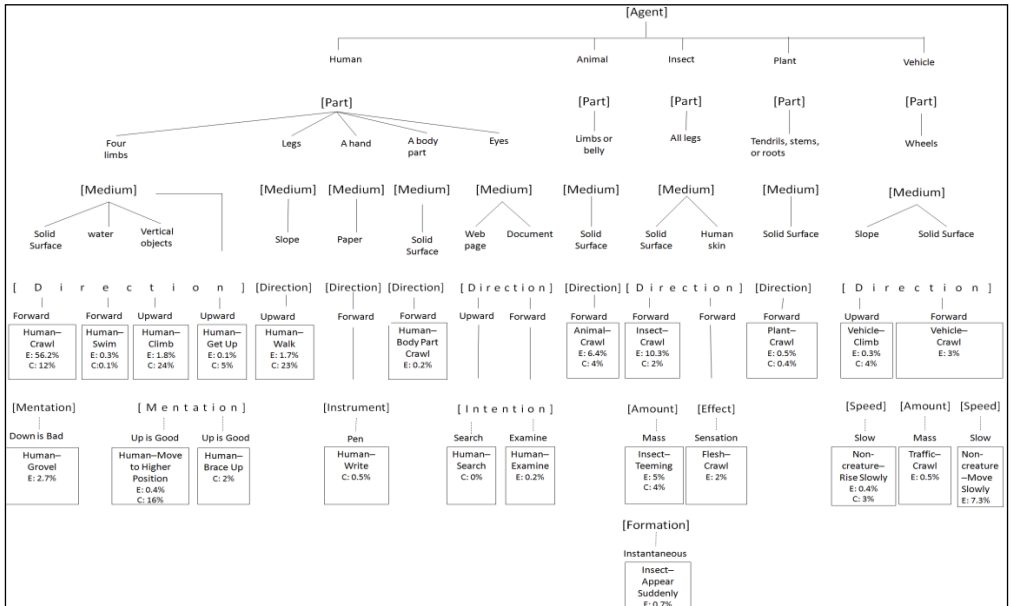 [Agent]
Human Animal Insect Plant Vehicle
[Part] [Part] [Part] [Part] [Part]
Four limbs Legs A hand A body part Eyes Limbs or belly All legs Tendrils, stems, or roots Wheels
[Medium] [Medium] [Medium] [Medium] [Medium] [Medium] [Medium] [Medium] [Medium]
Solid Surface water Vertical objects Slope Paper Solid Surface Web page Document Solid Surface Solid Surface Human skin Solid Surface Slope Solid Surface
[ D i r e c t i o n ] [Direction] [Direction] [Direction] [ D i r e c t i o n ] [Direction] [ D i r e c t i o n ] [Direction] [ D i r e c t i o n ]
Forward Forward Upward Upward Upward Forward Forward Upward Forward Forward Forward Forward Forward Upward Forward
Human–
Crawl
E: 56.2%
C: 12%
Human–
Swim
E: 0.3%
C:0.1%
Human–
Climb
E: 1.8%
C: 24%
Human–
Get Up
E: 0.1%
C: 5%
Human–
Walk
E: 1.7%
C: 23%
Human–
Body Part
Crawl
E: 0.2%
Animal–
Crawl
E: 6.4%
C: 4%
Insect–
Crawl
E: 10.3%
C: 2%
Plant–
Crawl
E: 0.5%
C: 0.4%
Vehicle–
Climb
E: 0.3%
C: 4%
Vehicle–
Crawl
E: 3%
[Mentation] [ M e n t a t i o n ] [Instrument] [ I n t e n t i o n ] [Amount] [Effect] [Speed] [Amount] [Speed]
Down is Bad Up is Good Up is Good Pen Search Examine Mass Sensation Slow Mass Slow
Human–
Grovel
E: 2.7%
Human–Move
to Higher
Position
E: 0.4%
C: 16%
Human–
Brace Up
C: 2%
Human–
Write
C: 0.5%
Human–
Search
C: 0%
Human–
Examine
E: 0.2%
Insect–
Teeming
E: 5%
C: 4%
Flesh–
Crawl
E: 2%
Non-
creature–
Rise Slowly
E: 0.4%
C: 3%
Traffic–
Crawl
E: 0.5%
Non-
creature
–Move
Slowly
E: 7.3%
[Formation]
Instantaneous
Insect–
Appear
Suddenly
E: 0.7%